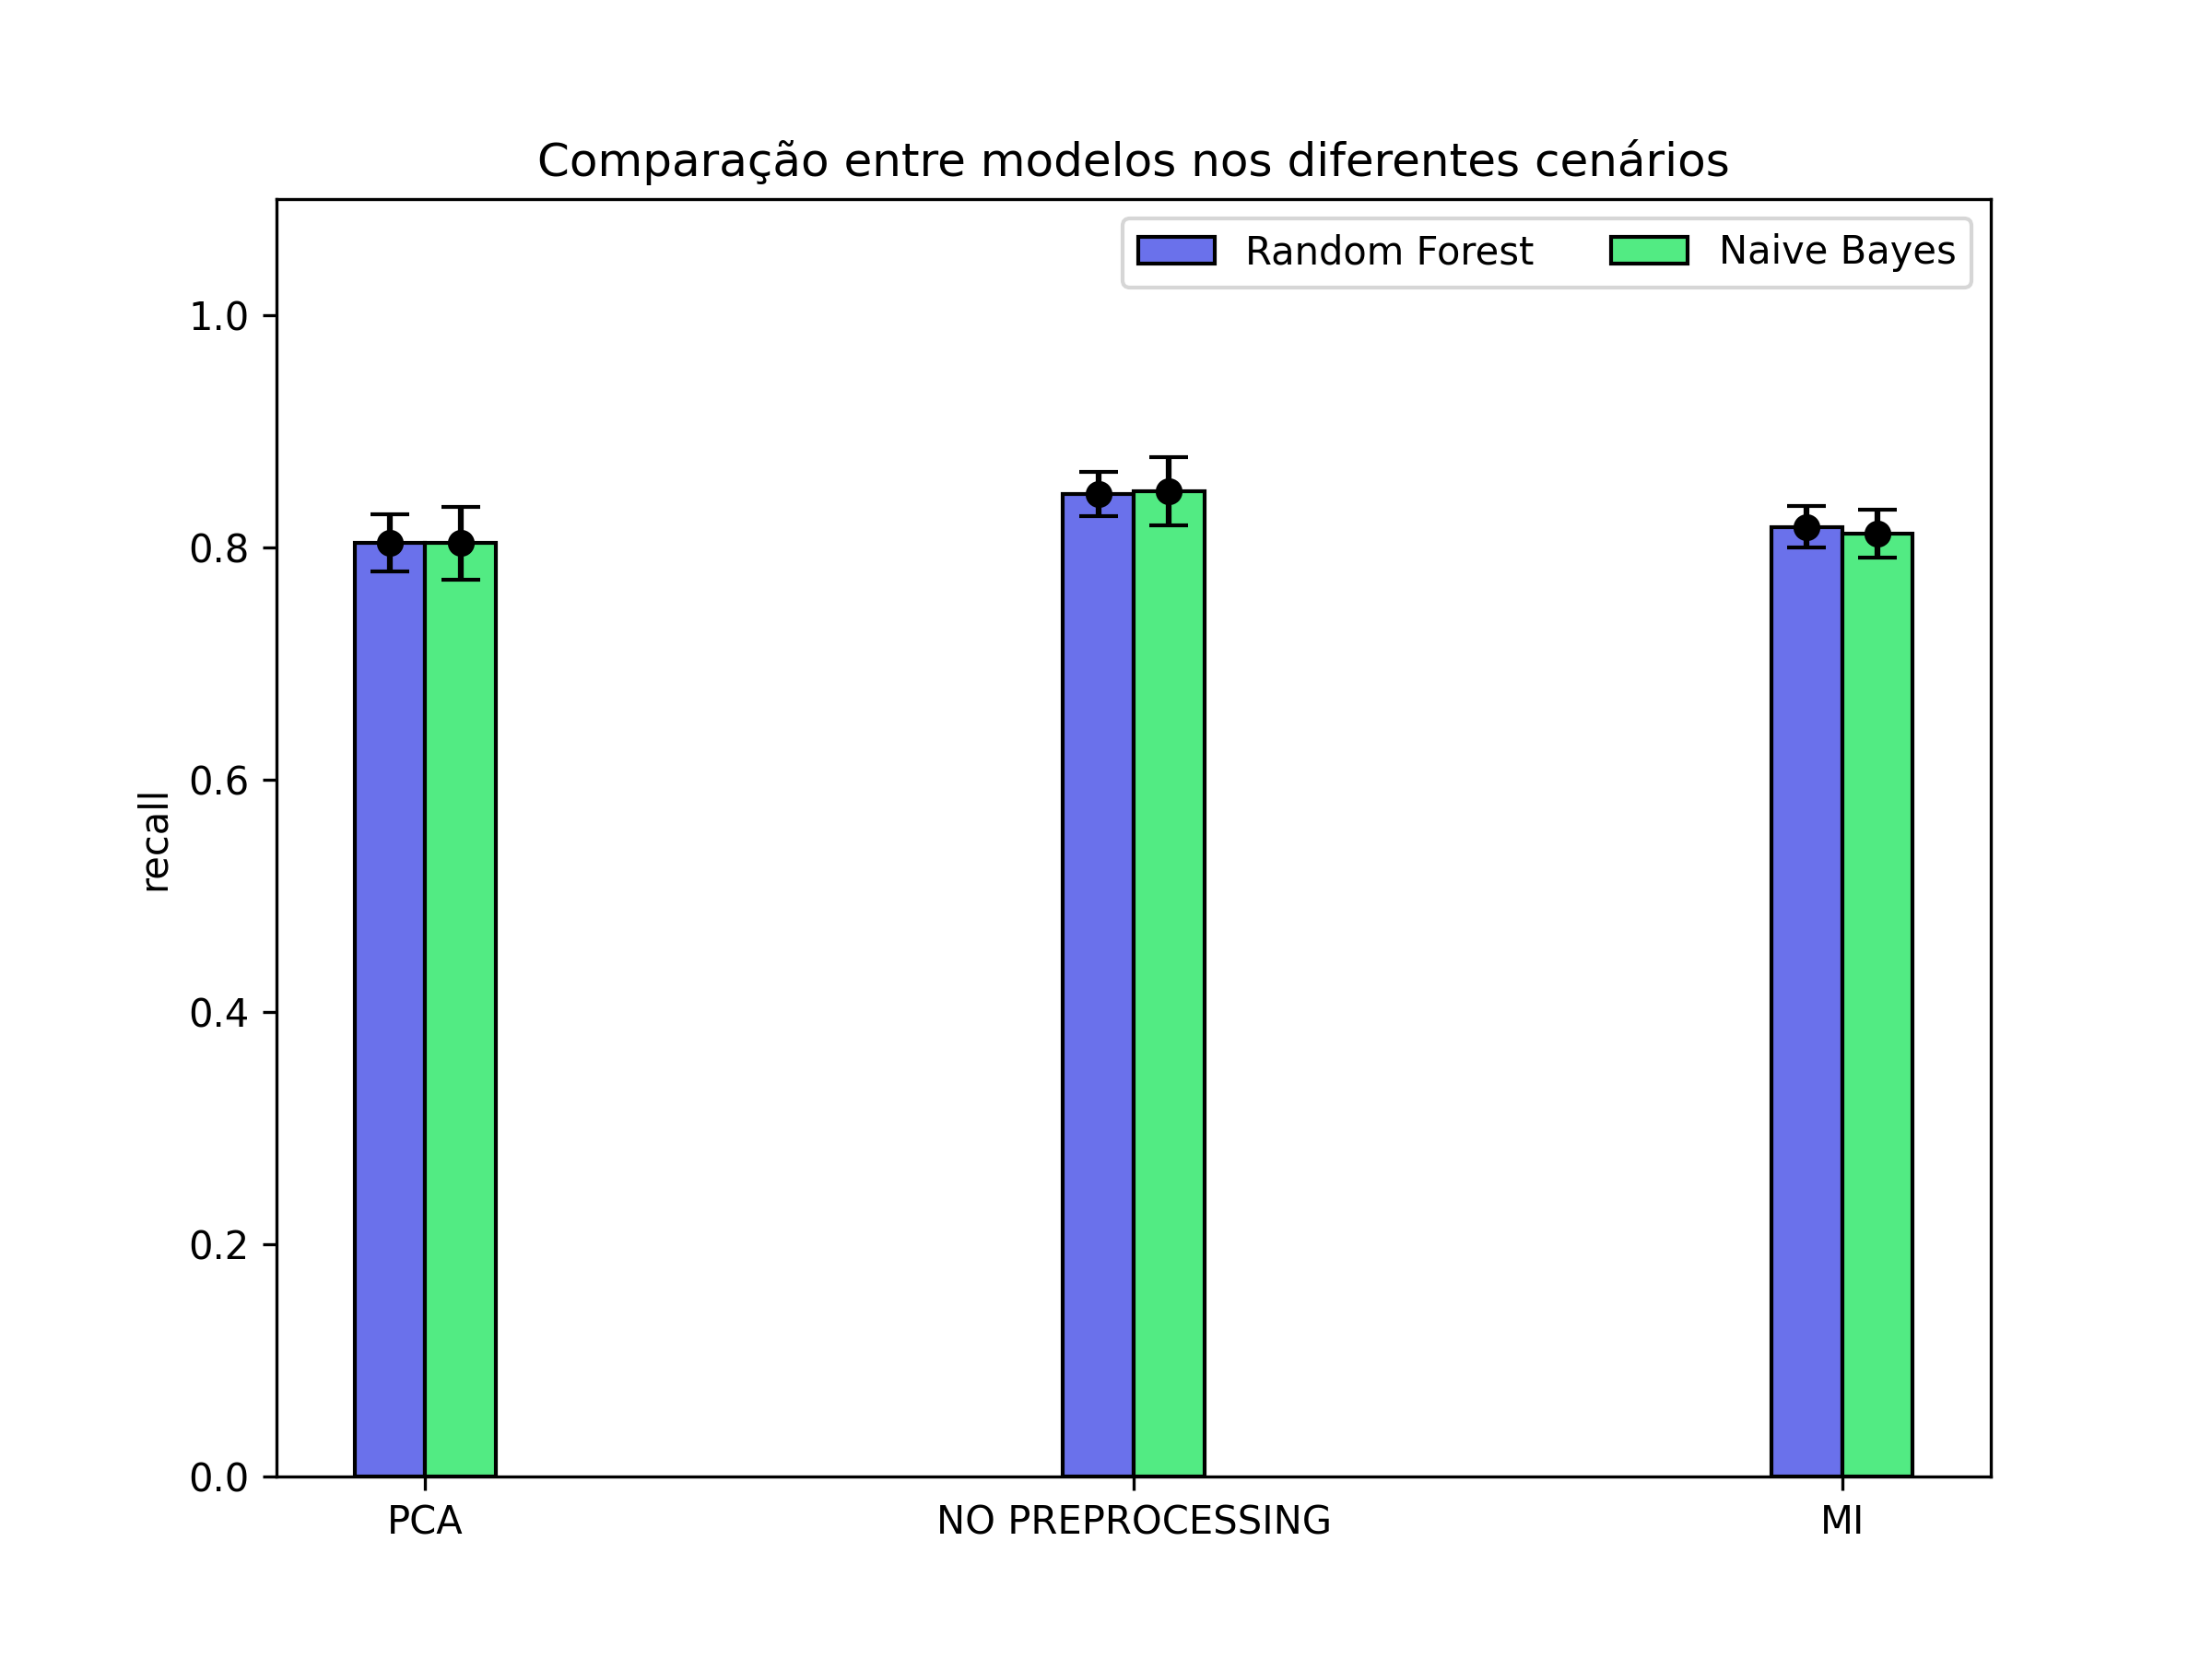 Comparação entre modelos nos diferentes cenários
Random Forest Naive Bayes
1.0
0.8
0.6
0.4
0.2
0.0
recall
PCA NO PREPROCESSING MI